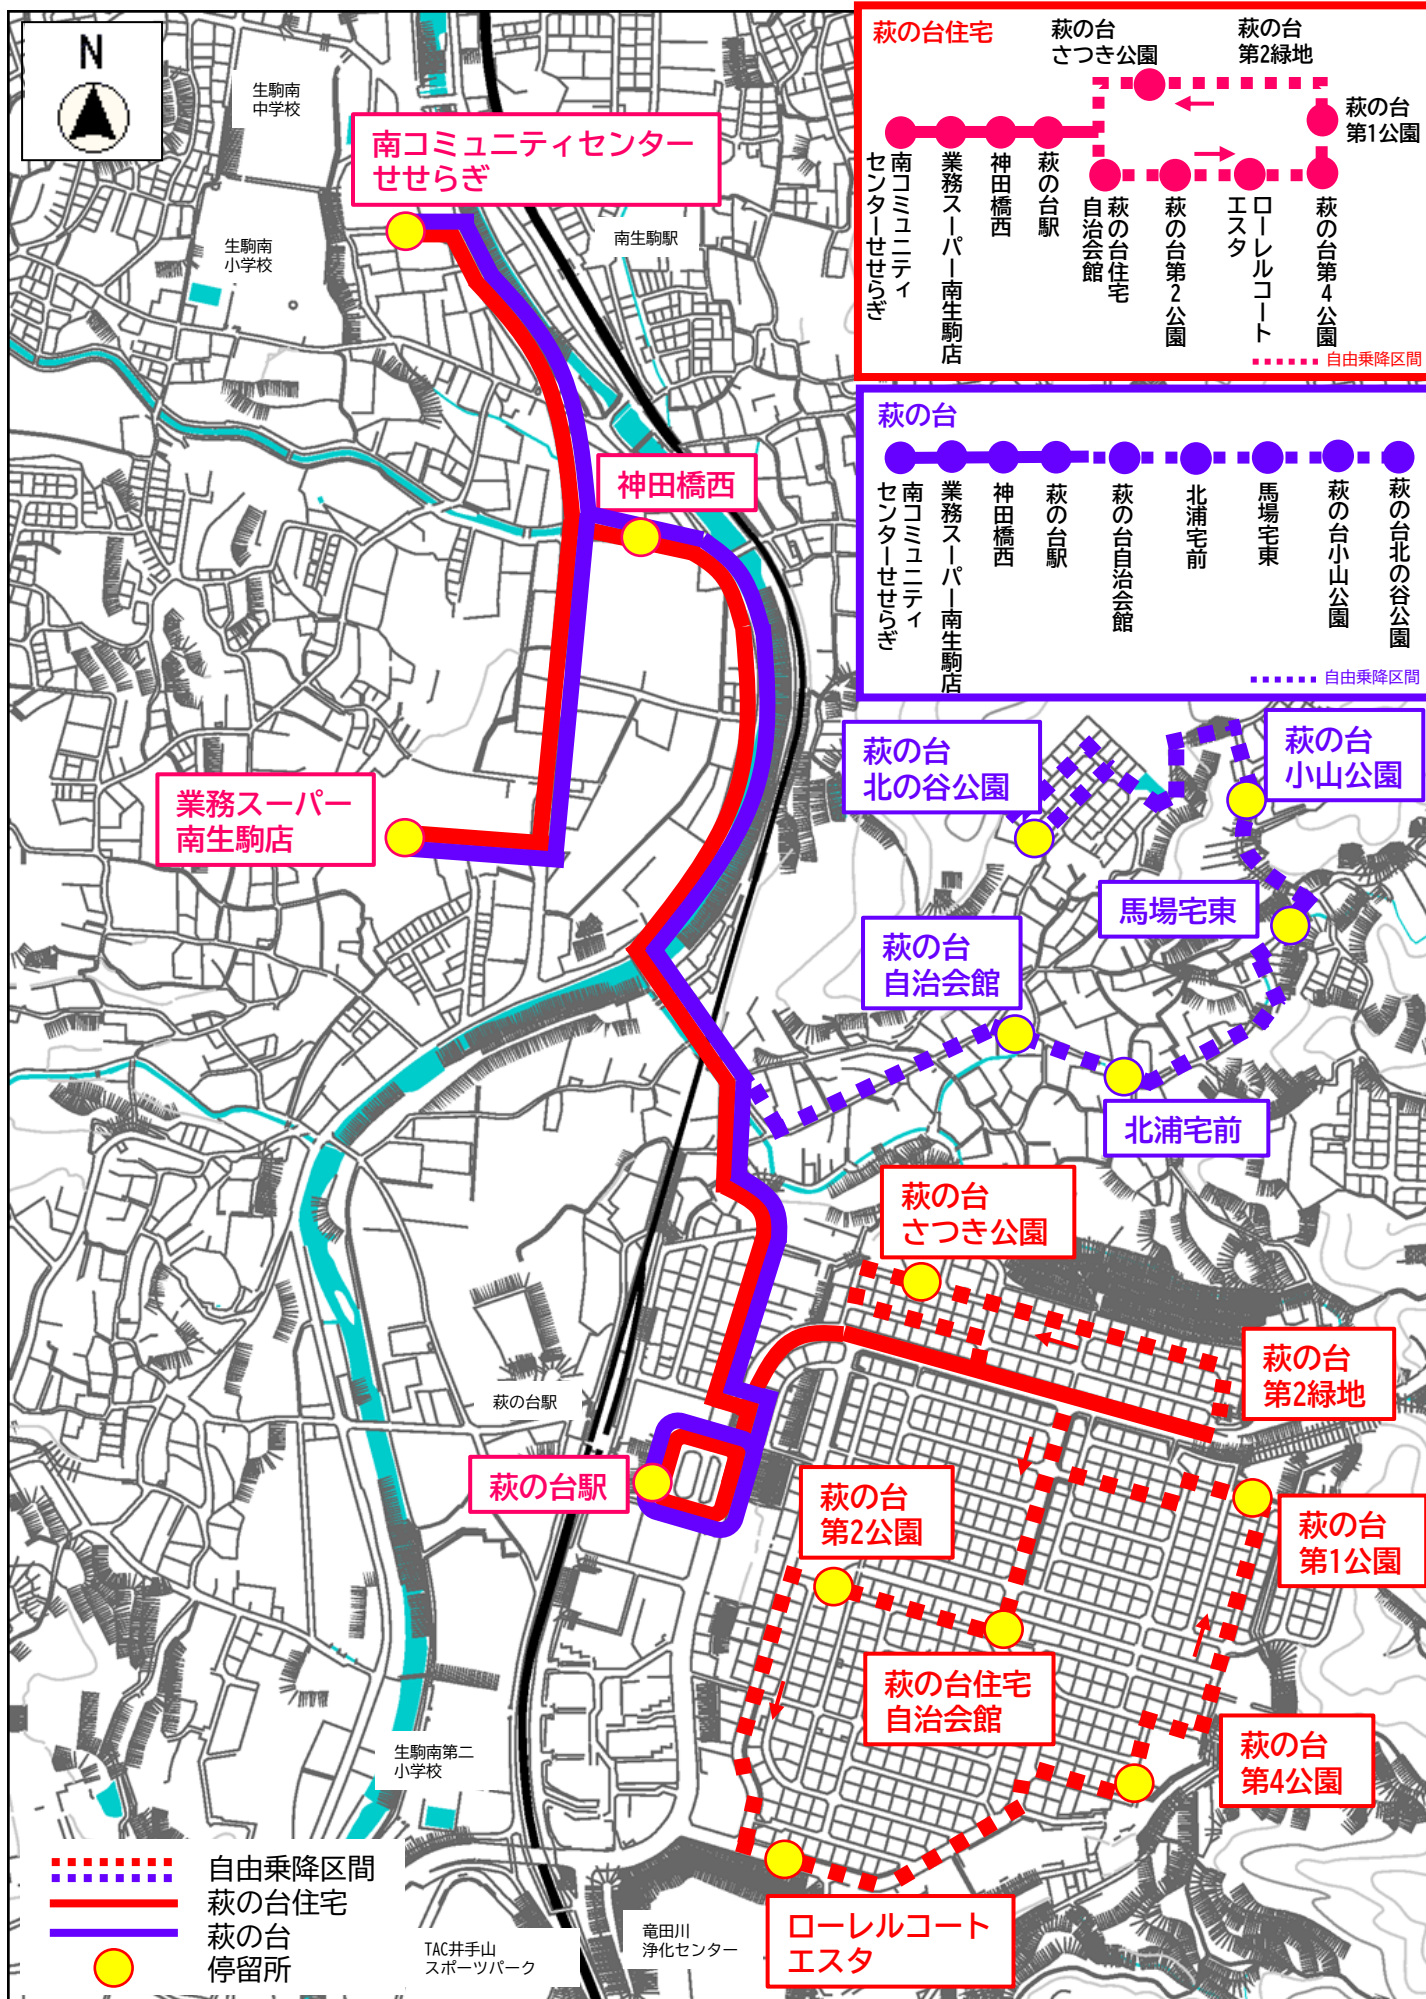 N
生駒南
中学校
南コミュニティセンター
せせらぎ
生駒南
小学校
南生駒駅
神田橋西
業務スーパー
南生駒店
萩の台住宅
萩の台
さつき公園
萩の台
第2緑地
萩の台
第1公園
南コミュニティ
センターせせらぎ
業務スーパー南生駒店
神田橋西
萩の台駅
萩の台住宅
自治会館
萩の台第2公園
ローレルコート
エスタ
萩の台第4公園
自由乗降区間
萩の台
南コミュニティ
センターせせらぎ
業務スーパー南生駒店
神田橋西
萩の台駅
萩の台自治会館
北浦宅前
馬場宅東
萩の台小山公園
萩の台北の谷公園
自由乗降区間
萩の台
北の谷公園
萩の台
小山公園
馬場宅東
萩の台
自治会館
北浦宅前
萩の台
さつき公園
萩の台
第2緑地
萩の台駅
萩の台駅
萩の台
第2公園
萩の台
第1公園
萩の台住宅
自治会館
萩の台
第4公園
生駒南第二
小学校
ローレルコート
エスタ
竜田川
浄化センター
TAC井手山
スポーツパーク
自由乗降区間
萩の台住宅
萩の台
停留所